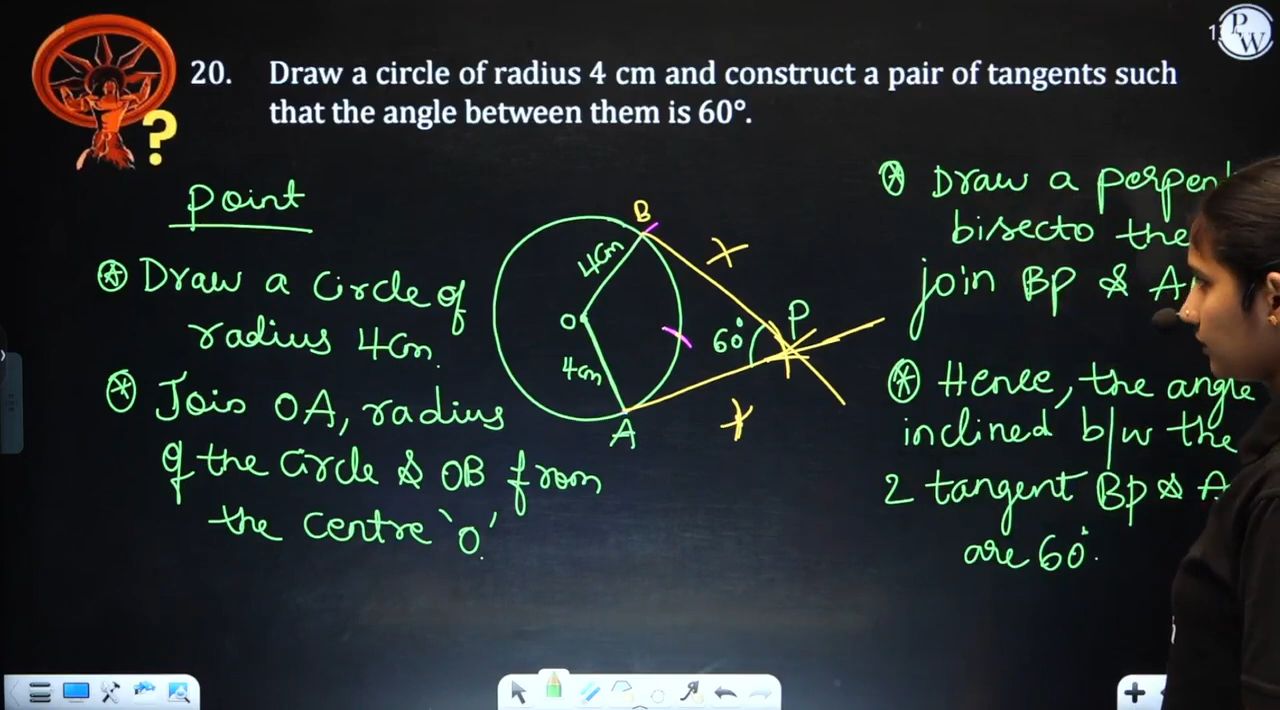 20. Draw a circle of radius 4 cm and construct a pair of tangents such
that the angle between them is 60°.
Point
Draw a circle of
radius 4cm.
Join OA, radius
of the circle & OB from
the centre 'O'.
B
4cm
O
4cm
A
60°
P
Draw a
bisecto the
join BP &
Hence, the angle
inclined b/w the
2 tangent BP &
are 60°.
?
PW